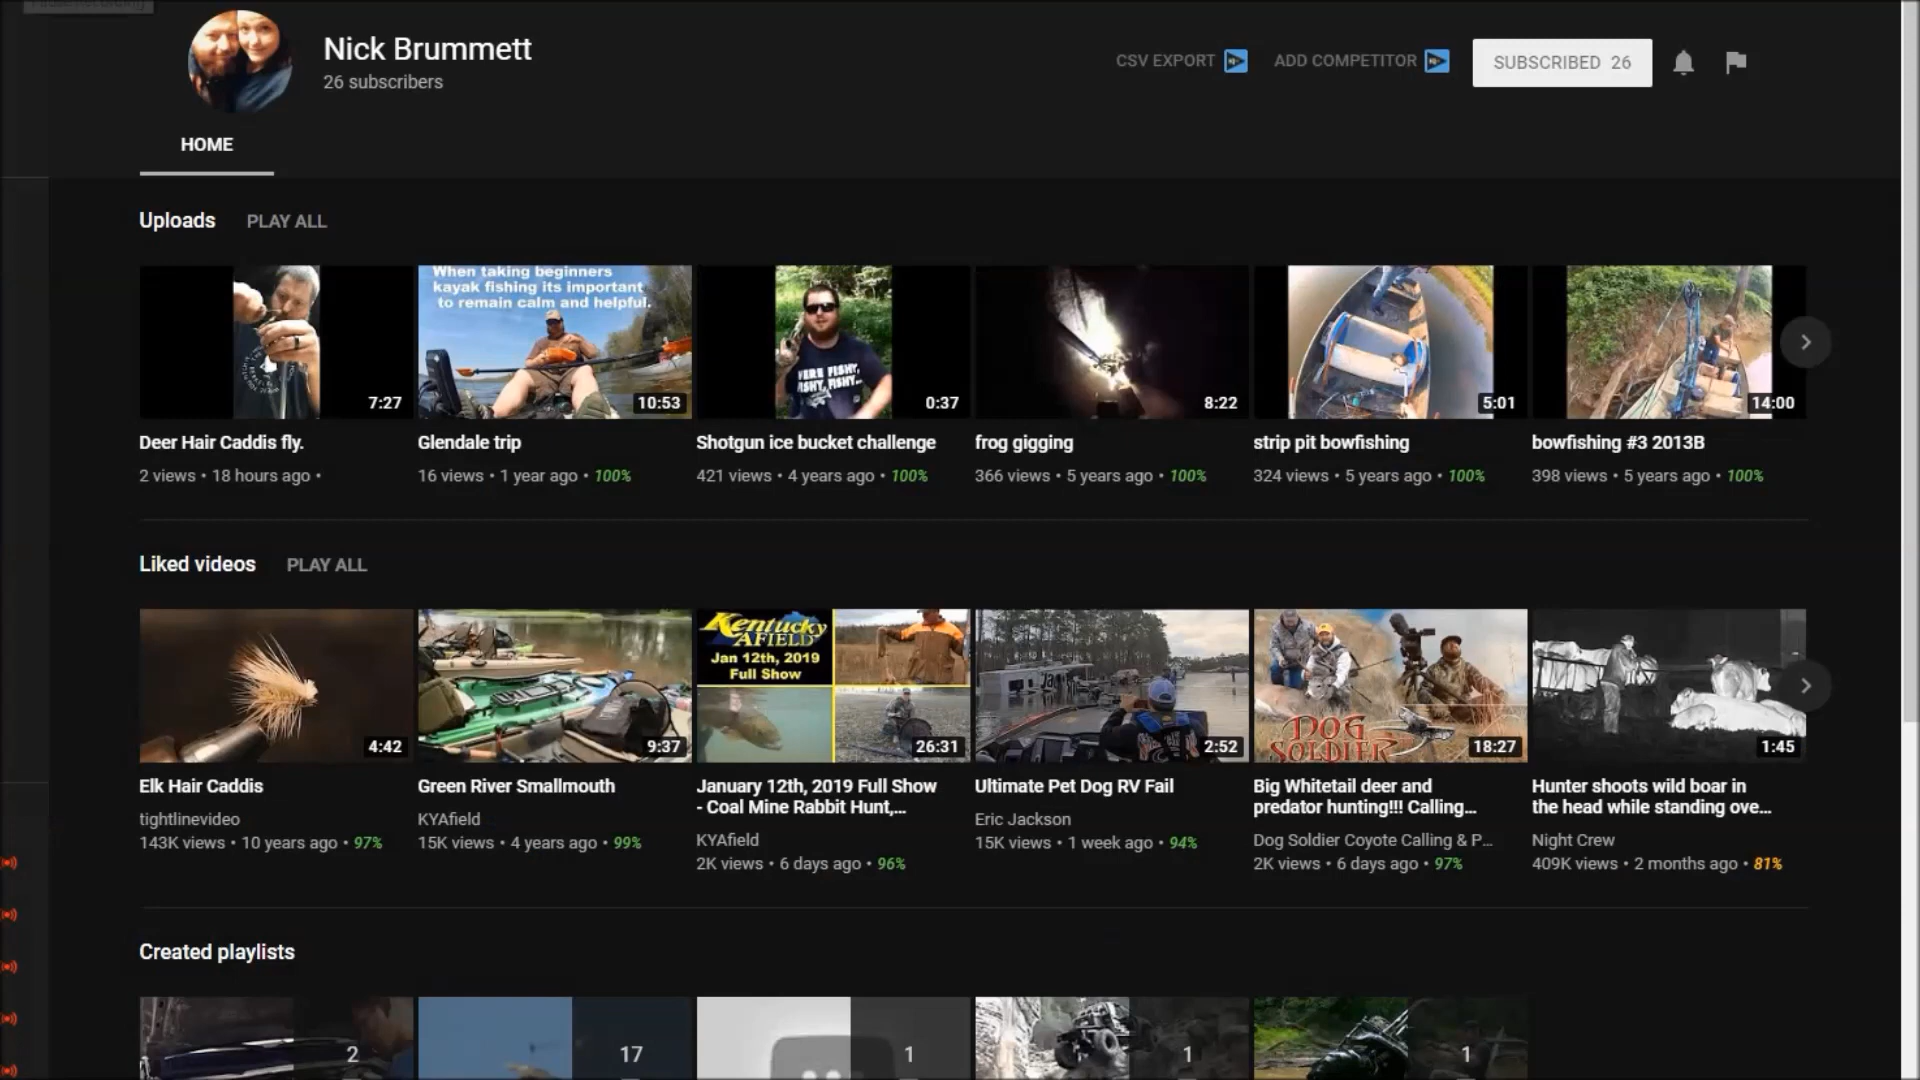 Nick Brummett
26 subscribers
CSV EXPORT
ADD COMPETITOR
SUBSCRIBED 26
HOME
Uploads PLAY ALL
When taking beginners
kayak fishing its important
to remain calm and helpful.
7:27
10:53
0:37
8:22
5:01
14:00
Deer Hair Caddis fly.
2 views • 18 hours ago •
Glendale trip
16 views • 1 year ago • 100%
Shotgun ice bucket challenge
421 views • 4 years ago • 100%
frog gigging
366 views • 5 years ago • 100%
strip pit bowfishing
324 views • 5 years ago • 100%
bowfishing #3 2013B
398 views • 5 years ago • 100%
Liked videos PLAY ALL
4:42
9:37
Kentucky
AFIELD
Jan 12th, 2019
Full Show
26:31
2:52
DOG
SOLDIER
18:27
1:45
Elk Hair Caddis
tightlinevideo
143K views • 10 years ago • 97%
Green River Smallmouth
KYAfield
15K views • 4 years ago • 99%
January 12th, 2019 Full Show
- Coal Mine Rabbit Hunt,...
KYAfield
2K views • 6 days ago • 96%
Ultimate Pet Dog RV Fail
Eric Jackson
15K views • 1 week ago • 94%
Big Whitetail deer and
predator hunting!!! Calling...
Dog Soldier Coyote Calling & P...
2K views • 6 days ago • 97%
Hunter shoots wild boar in
the head while standing ove...
Night Crew
409K views • 2 months ago • 81%
Created playlists
2
17
1
1
1